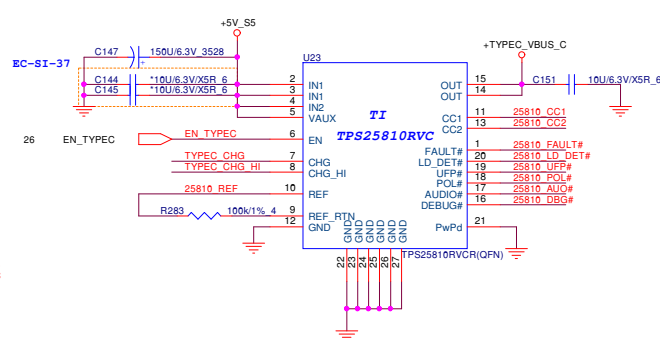 +5V_S5
C147 150U/6.3V_3528
+
EC-SI-37
C144 *10U/6.3V/X5R_6
C145 *10U/6.3V/X5R_6
U23
+TYPEC_VBUS_C
C151 10U/6.3V/X5R_6
2 IN1
3 IN1
4 IN2
5 VAUX
26 EN_TYPEC EN_TYPEC 6 EN
TYPEC_CHG 7 CHG
TYPEC_CHG_HI 8 CHG_HI
25810_REF 10 REF
R283 100k/1%_4 9 REF_RTN
12 GND
TI
TPS25810RVC
OUT 15
OUT 14
CC1 11 25810_CC1
CC2 13 25810_CC2
FAULT# 1 25810_FAULT#
LD_DET# 20 25810_LD_DET#
UFP# 19 25810_UFP#
POL# 18 25810_POL#
AUDIO# 17 25810_AUO#
DEBUG# 16 25810_DBG#
PwPd 21
GND GND GND GND GND GND
22 23 24 25 26 27
TPS25810RVCR(QFN)